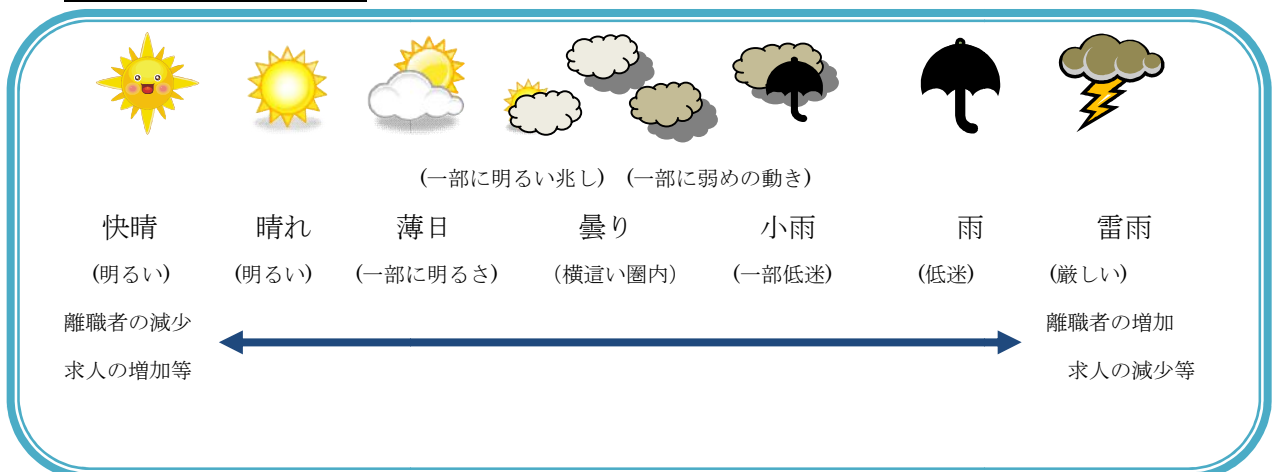 (一部に明るい兆し) (一部に弱めの動き)
快晴 晴れ 薄日 曇り 小雨 雨 雷雨
(明るい) (明るい) (一部に明るさ) (横這い圏内) (一部低迷) (低迷) (厳しい)
離職者の減少 離職者の増加
求人の増加等 求人の減少等